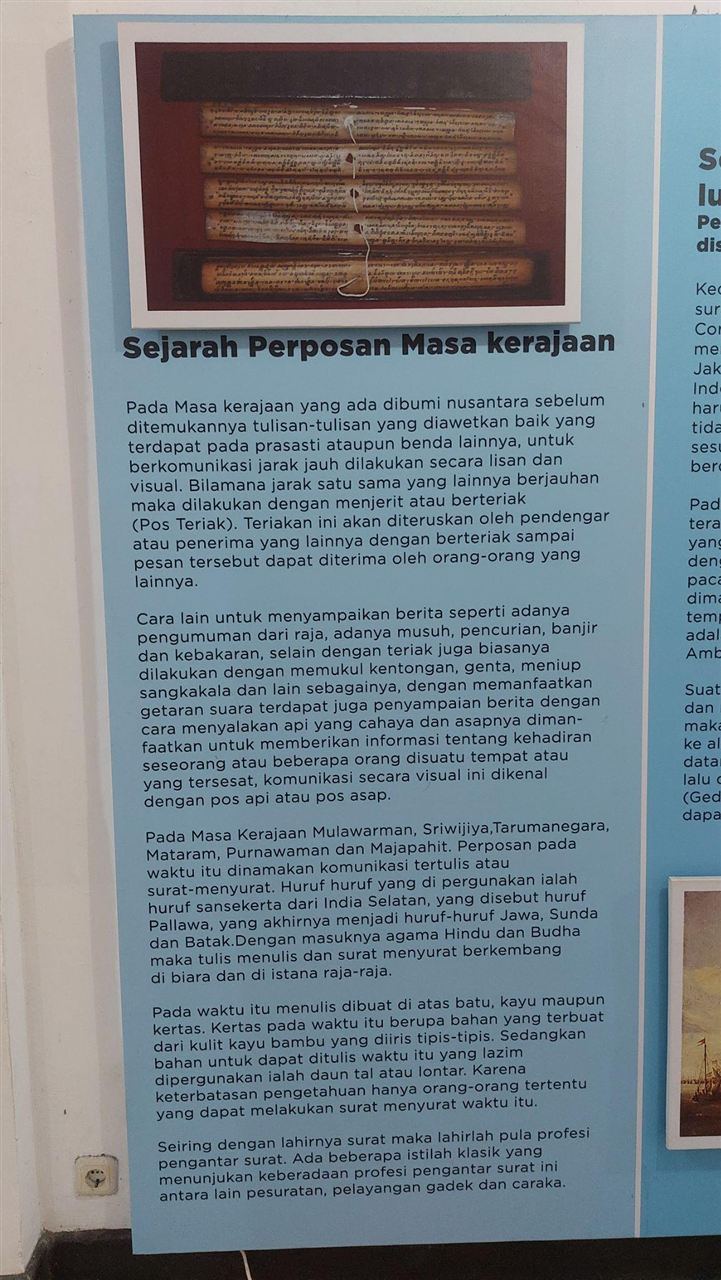 Sejarah Perposan Masa kerajaan
Pada Masa kerajaan yang ada dibumi nusantara sebelum
ditemukannya tulisan-tulisan yang diawetkan baik yang
terdapat pada prasasti ataupun benda lainnya, untuk
berkomunikasi jarak jauh dilakukan secara lisan dan
visual. Bilamana jarak satu sama yang lainnya berjauhan
maka dilakukan dengan menjerit atau berteriak
(Pos Teriak). Teriakan ini akan diteruskan oleh pendengar
atau penerima yang lainnya dengan berteriak sampai
pesan tersebut dapat diterima oleh orang-orang yang
lainnya.
Cara lain untuk menyampaikan berita seperti adanya
pengumuman dari raja, adanya musuh, pencurian, banjir
dan kebakaran, selain dengan teriak juga biasanya
dilakukan dengan memukul kentongan, genta, meniup
sangkakala dan lain sebagainya, dengan memanfaatkan
getaran suara terdapat juga penyampaian berita dengan
cara menyalakan api yang cahaya dan asapnya diman-
faatkan untuk memberikan informasi tentang kehadiran
seseorang atau beberapa orang disuatu tempat atau
yang tersesat, komunikasi secara visual ini dikenal
dengan pos api atau pos asap.
Pada Masa Kerajaan Mulawarman, Sriwijiya,Tarumanegara,
Mataram, Purnawaman dan Majapahit. Perposan pada
waktu itu dinamakan komunikasi tertulis atau
surat-menyurat. Huruf huruf yang di pergunakan ialah
huruf sansekerta dari India Selatan, yang disebut huruf
Pallawa, yang akhirnya menjadi huruf-huruf Jawa, Sunda
dan Batak.Dengan masuknya agama Hindu dan Budha
maka tulis menulis dan surat menyurat berkembang
di biara dan di istana raja-raja.
Pada waktu itu menulis dibuat di atas batu, kayu maupun
kertas. Kertas pada waktu itu berupa bahan yang terbuat
dari kulit kayu bambu yang diiris tipis-tipis. Sedangkan
bahan untuk dapat ditulis waktu itu yang lazim
dipergunakan ialah daun tal atau lontar. Karena
keterbatasan pengetahuan hanya orang-orang tertentu
yang dapat melakukan surat menyurat waktu itu.
Seiring dengan lahirnya surat maka lahirlah pula profesi
pengantar surat. Ada beberapa istilah klasik yang
menunjukan keberadaan profesi pengantar surat ini
antara lain pesuratan, pelayangan gadek dan caraka.